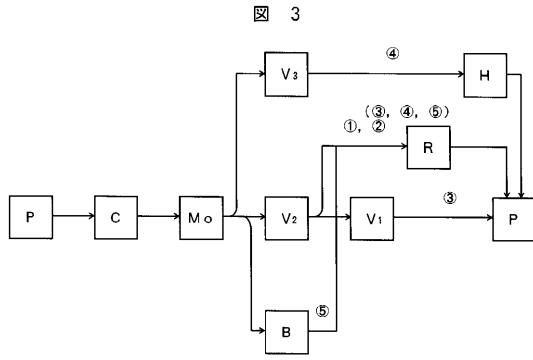 図 3
④
V₃
H
(③, ④, ⑤)
①, ②
R
P
C
Mo
V₂
V₁
③
P
B
⑤